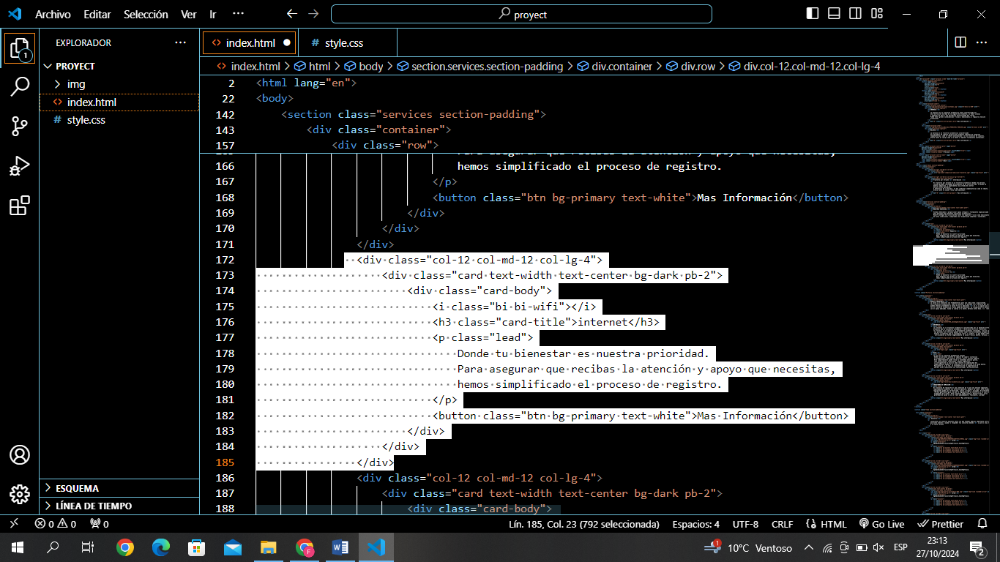 Archivo Editar Selección Ver Ir ··· proyect
EXPLORADOR ···
index.html
style.css
PROYECT
img
index.html
style.css
index.html > html > body > section.services.section-padding > div.container > div.row > div.col-12.col-md-12.col-lg-4
2 <html lang="en">
22 <body>
142 <section class="services section-padding">
143 <div class="container">
157 <div class="row">
166 hemos simplificado el proceso de registro.
167 </p>
168 <button class="btn bg-primary text-white">Mas Información</button>
169 </div>
170 </div>
171 </div>
172 <div class="col-12 col-md-12 col-lg-4">
173 <div class="card text-width text-center bg-dark pb-2">
174 <div class="card-body">
175 <i class="bi bi-wifi"></i>
176 <h3 class="card-title">internet</h3>
177 <p class="lead">
178 Donde tu bienestar es nuestra prioridad.
179 Para asegurar que recibas la atención y apoyo que necesitas,
180 hemos simplificado el proceso de registro.
181 </p>
182 <button class="btn bg-primary text-white">Mas Información</button>
183 </div>
184 </div>
185 </div>
186 <div class="col-12 col-md-12 col-lg-4">
187 <div class="card text-width text-center bg-dark pb-2">
188 <div class="card-body">
ESQUEMA
LÍNEA DE TIEMPO
0 0 0 Lín. 185, Col. 23 (792 seleccionada) Espacios: 4 UTF-8 CRLF HTML Go Live Prettier
10°C Ventoso ESP 23:13
27/10/2024